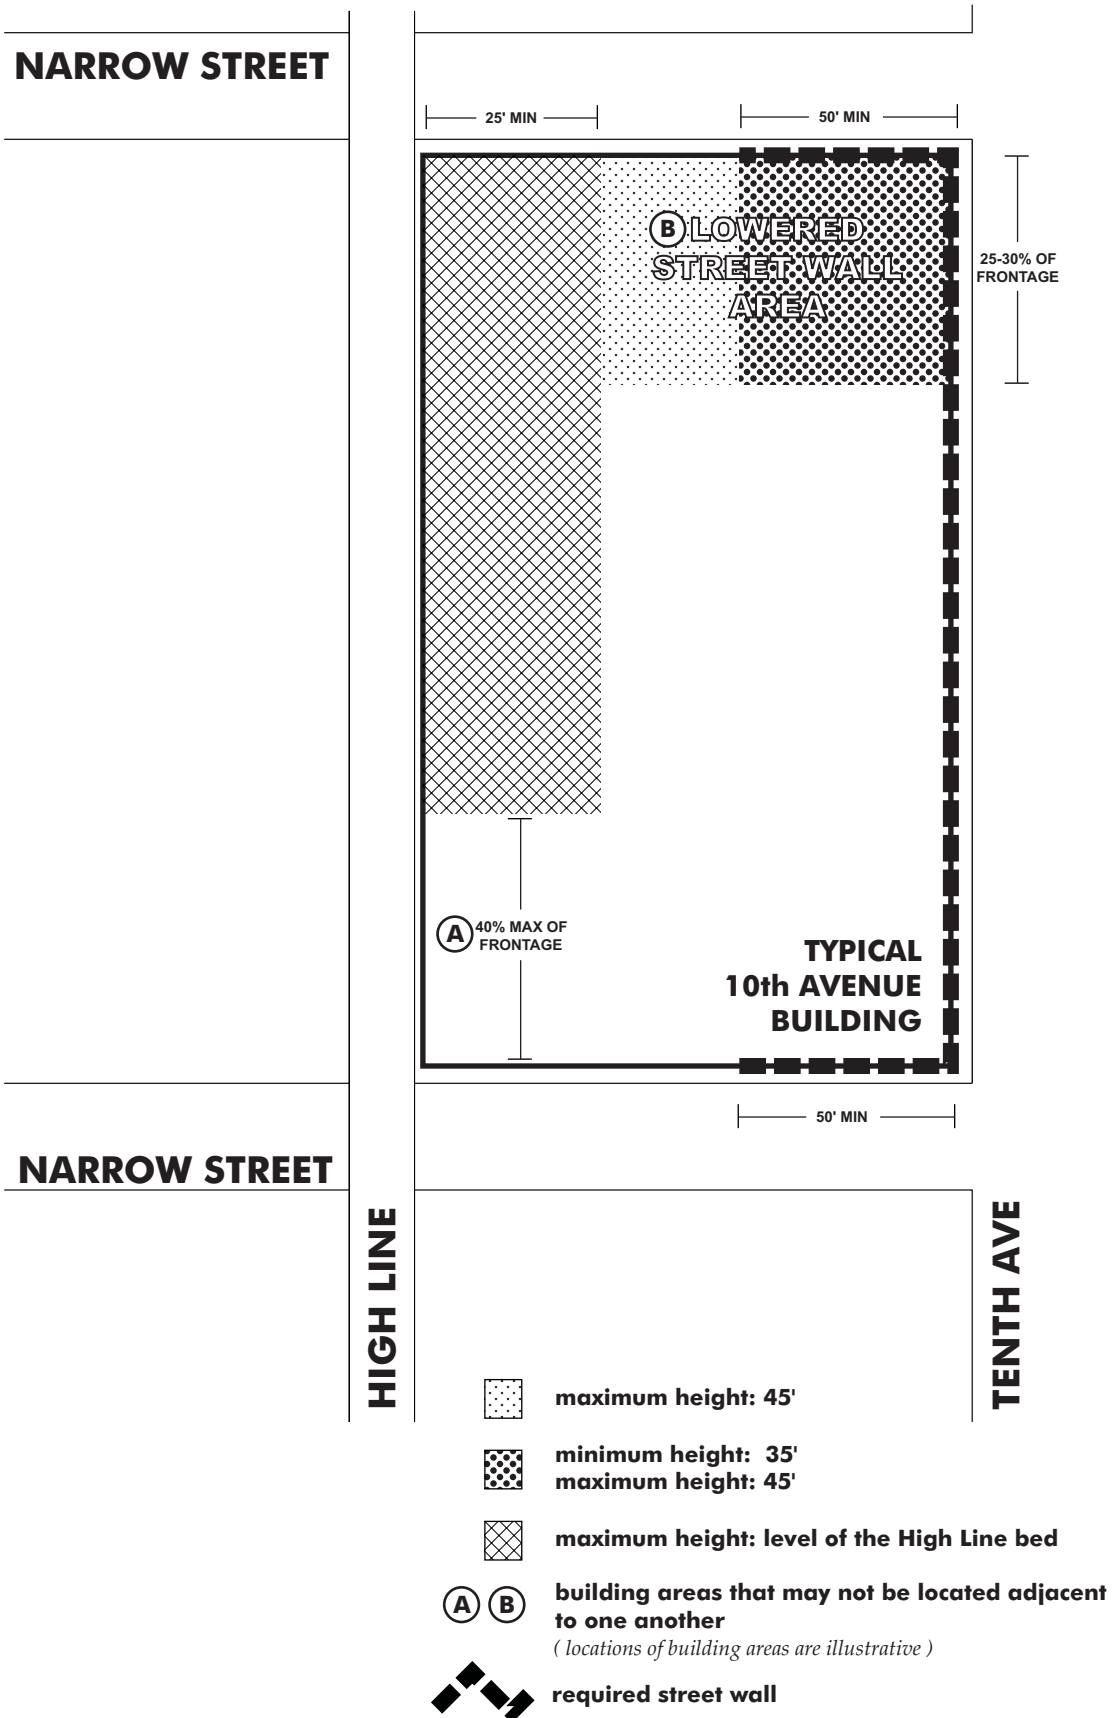 NARROW STREET
25' MIN
50' MIN
B LOWERED
STREET WALL
AREA
25-30% OF
FRONTAGE
A 40% MAX OF
FRONTAGE
TYPICAL
10th AVENUE
BUILDING
50' MIN
NARROW STREET
HIGH LINE
TENTH AVE
maximum height: 45'
minimum height: 35'
maximum height: 45'
maximum height: level of the High Line bed
A B building areas that may not be located adjacent
to one another
( locations of building areas are illustrative )
required street wall